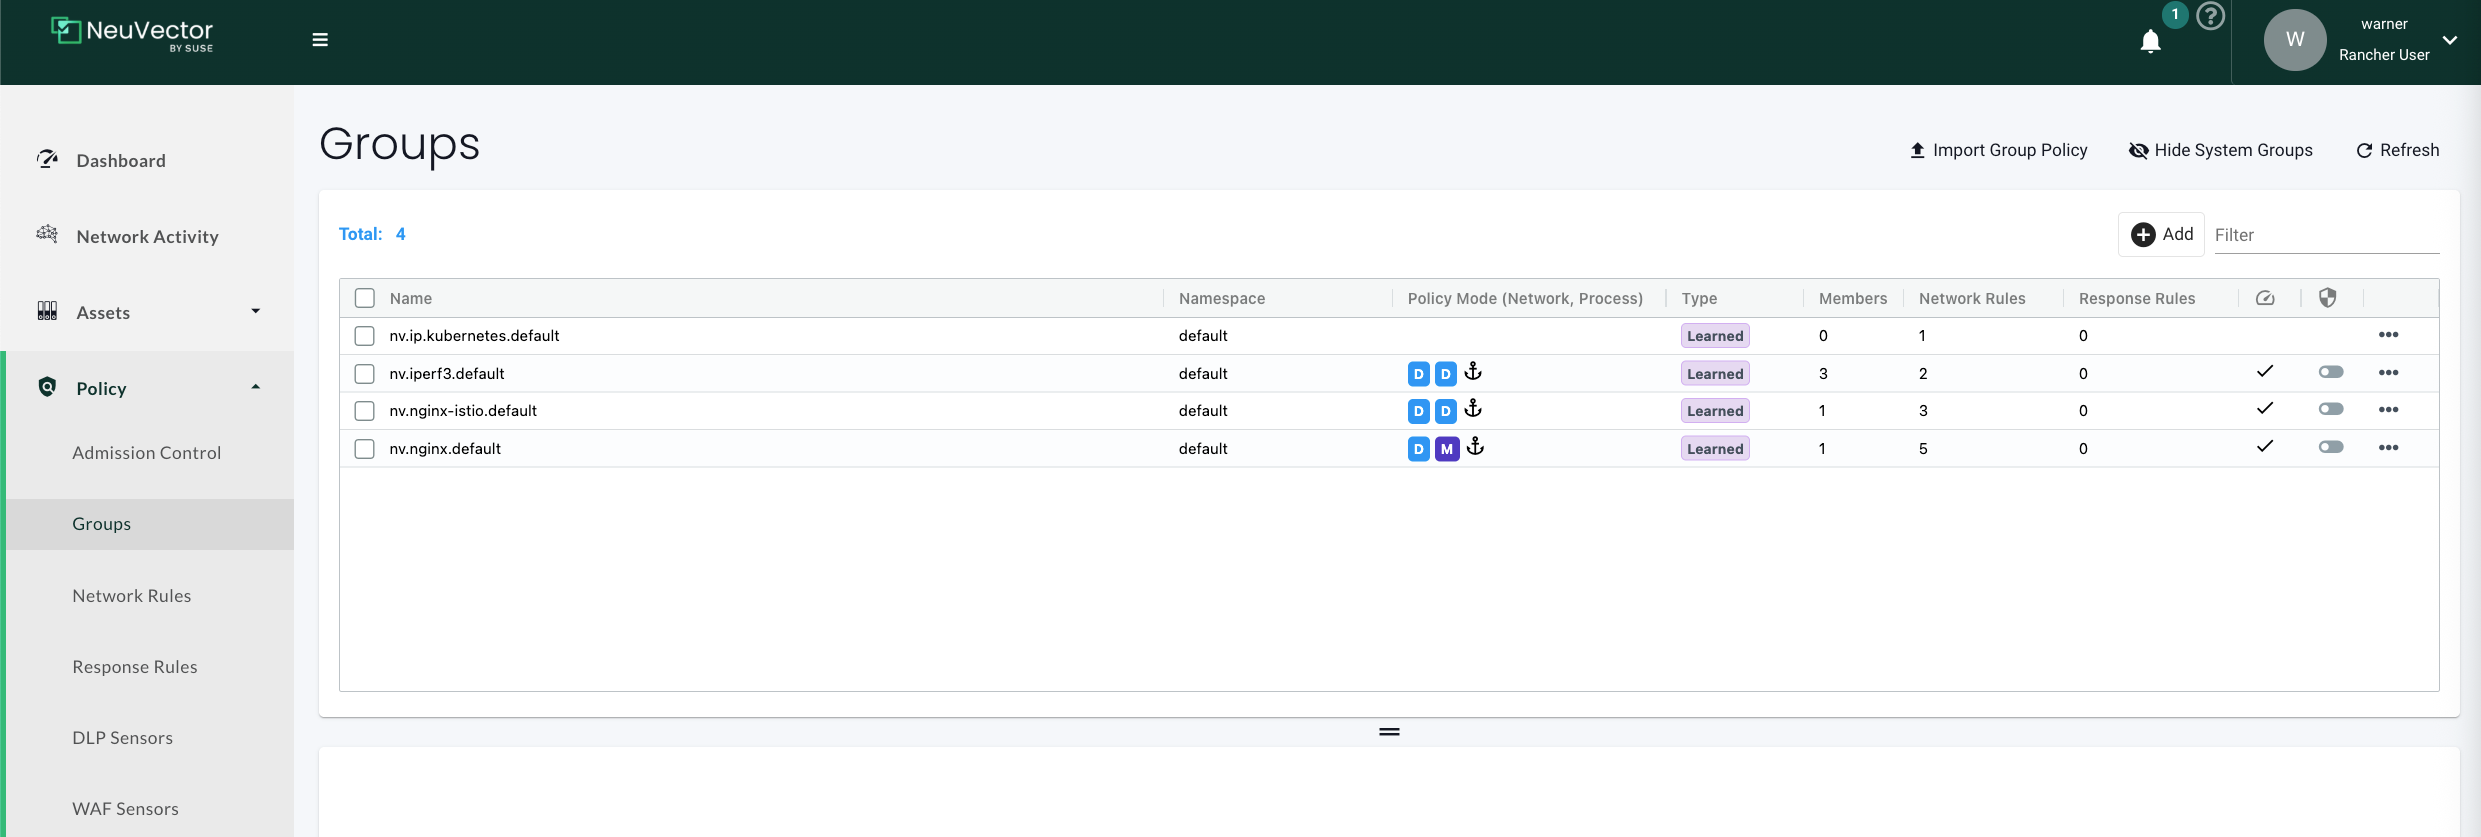 NeuVector
BY SUSE
1
?
W
warner
Rancher User
Dashboard
Network Activity
Assets
Policy
Admission Control
Groups
Network Rules
Response Rules
DLP Sensors
WAF Sensors
Groups
Import Group Policy Hide System Groups Refresh
Total: 4
Add Filter
Name Namespace Policy Mode (Network, Process) Type Members Network Rules Response Rules
nv.ip.kubernetes.default default Learned 0 1 0
nv.iperf3.default default D D Learned 3 2 0
nv.nginx-istio.default default D D Learned 1 3 0
nv.nginx.default default D M Learned 1 5 0